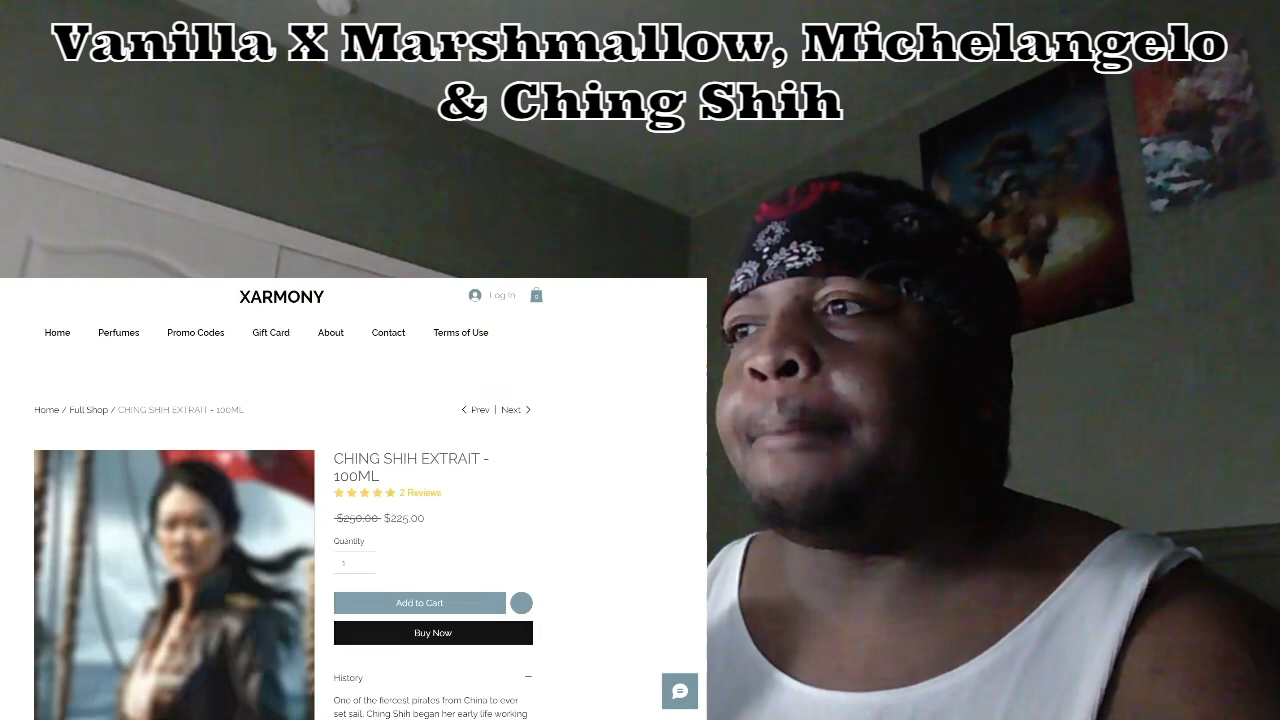 Vanilla X Marshmallow, Michelangelo
& Ching Shih
XARMONY
Log In
0
Home Perfumes Promo Codes Gift Card About Contact Terms of Use
Home / Full Shop / CHING SHIH EXTRAIT - 100ML
Prev | Next
CHING SHIH EXTRAIT -
100ML
2 Reviews
$250.00 $225.00
Quantity
1
Add to Cart
Buy Now
History
One of the fiercest pirates from China to ever
set sail, Ching Shih began her early life working